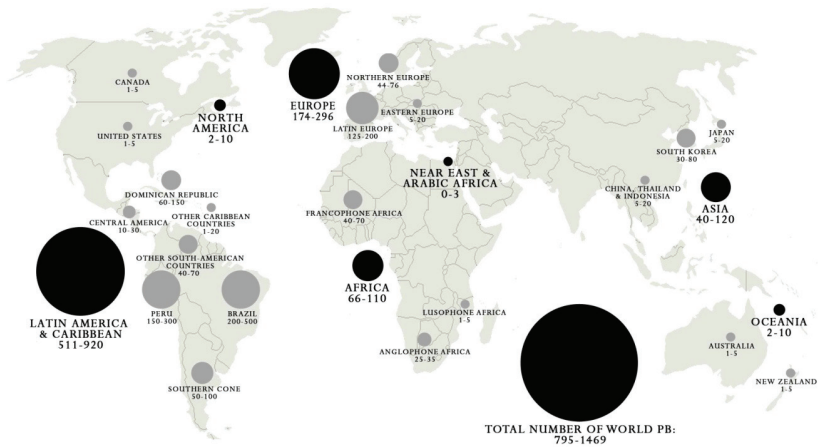 CANADA
1-5
NORTH
AMERICA
2-10
UNITED STATES
1-5
DOMINICAN REPUBLIC
60-150
CENTRAL AMERICA
10-30
OTHER CARIBBEAN
COUNTRIES
1-20
OTHER SOUTH-AMERICAN
COUNTRIES
40-70
LATIN AMERICA
& CARIBBEAN
511-920
PERU
150-300
BRAZIL
200-500
SOUTHERN CONE
50-100
EUROPE
174-296
NORTHERN EUROPE
44-76
LATIN EUROPE
125-200
EASTERN EUROPE
5-20
NEAR EAST &
ARABIC AFRICA
0-3
FRANCOPHONE AFRICA
40-70
AFRICA
66-110
LUSOPHONE AFRICA
1-5
ANGLOPHONE AFRICA
25-35
JAPAN
5-20
SOUTH KOREA
30-80
CHINA, THAILAND
& INDONESIA
5-20
ASIA
40-120
OCEANIA
2-10
AUSTRALIA
1-5
NEW ZEALAND
1-5
TOTAL NUMBER OF WORLD PB:
795-1469